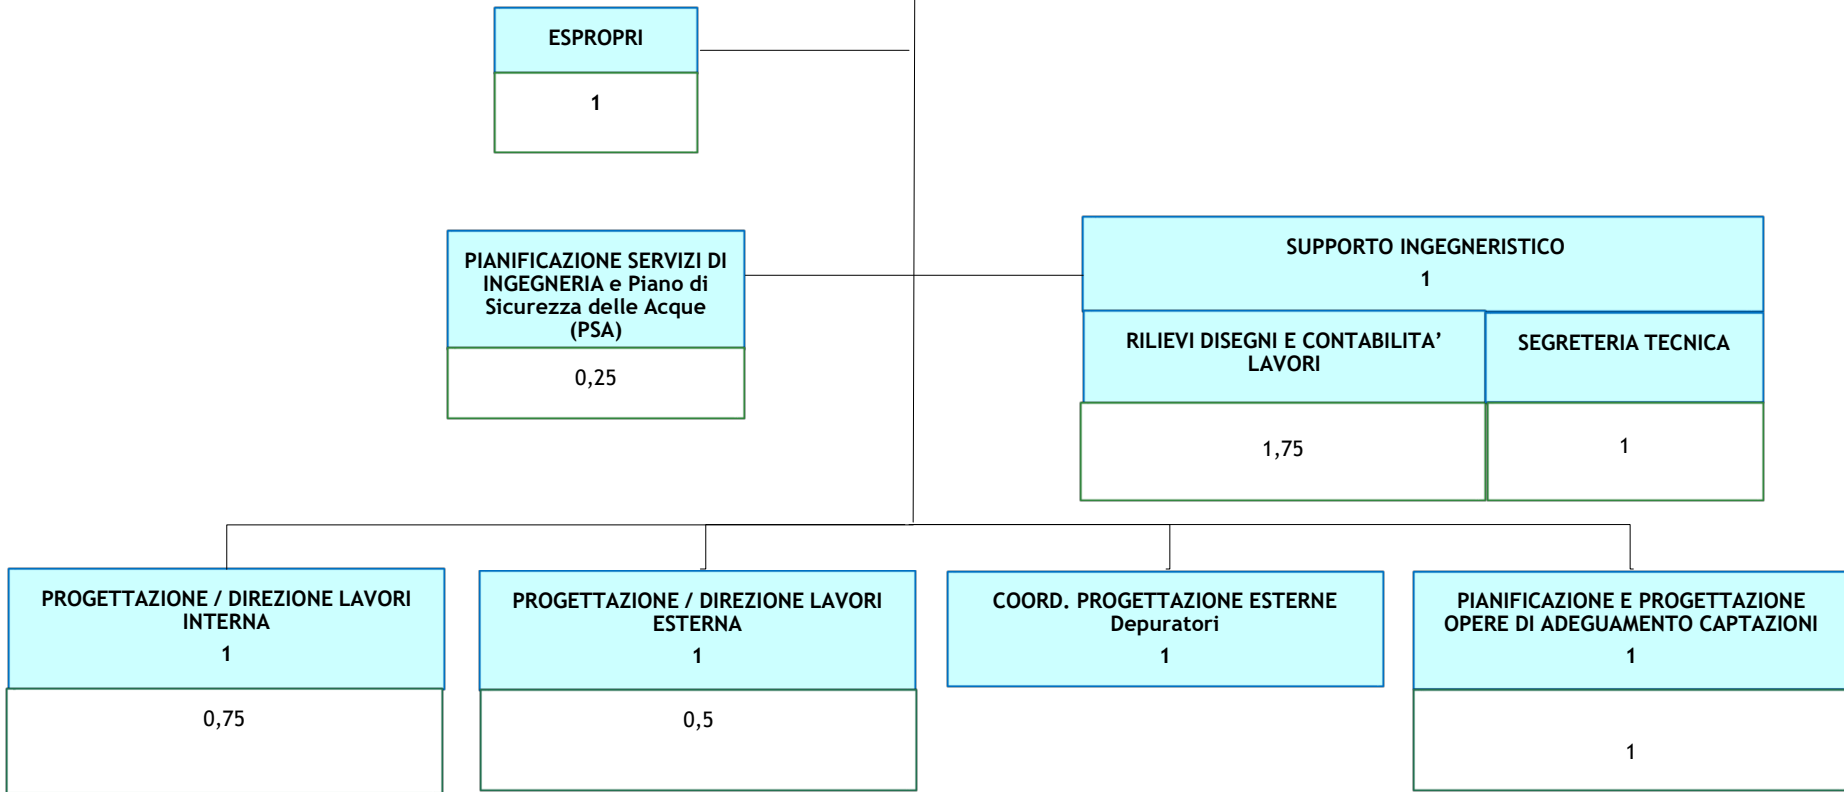 ESPROPRI
1
PIANIFICAZIONE SERVIZI DI
INGEGNERIA e Piano di
Sicurezza delle Acque
(PSA)
0,25
SUPPORTO INGEGNERISTICO
1
RILIEVI DISEGNI E CONTABILITA’
LAVORI
1,75
SEGRETERIA TECNICA
1
PROGETTAZIONE / DIREZIONE LAVORI
INTERNA
1
0,75
PROGETTAZIONE / DIREZIONE LAVORI
ESTERNA
1
0,5
COORD. PROGETTAZIONE ESTERNE
Depuratori
1
PIANIFICAZIONE E PROGETTAZIONE
OPERE DI ADEGUAMENTO CAPTAZIONI
1
1